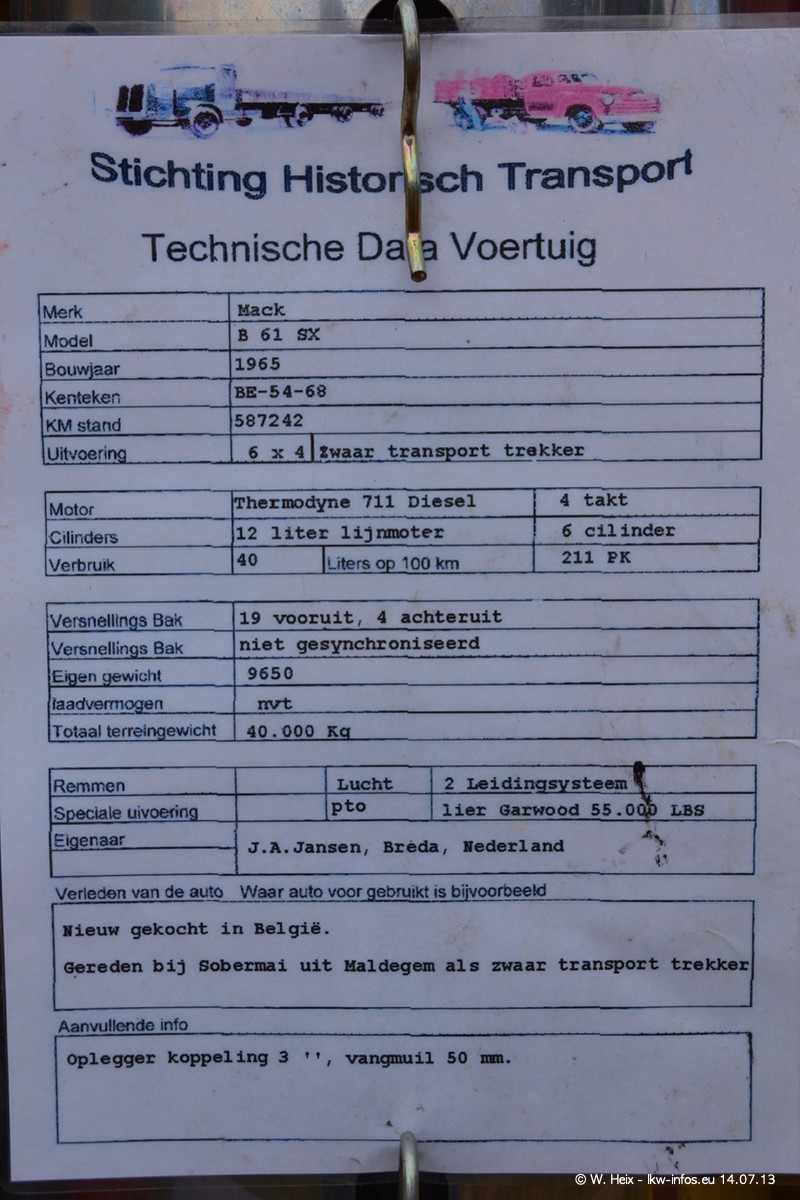 Stichting Historisch Transport
Technische Data Voertuig
Merk Mack
Model B 61 SX
Bouwjaar 1965
Kenteken BE-54-68
KM stand 587242
Uitvoering 6 x 4 Zwaar transport trekker
Motor Thermodyne 711 Diesel 4 takt
Cilinders 12 liter lijnmotor 6 cilinder
Verbruik 40 Liters op 100 km 211 PK
Versnellings Bak 19 vooruit, 4 achteruit
Versnellings Bak niet gesynchroniseerd
Eigen gewicht 9650
laadvermogen nvt
Totaal terreingewicht 40.000 Kg
Remmen Lucht 2 Leidingsysteem
Speciale uivoering pto lier Garwood 55.000 LBS
Eigenaar J.A.Jansen, Breda, Nederland
Verleden van de auto Waar auto voor gebruikt is bijvoorbeeld
Nieuw gekocht in België.
Gereden bij Sobermai uit Maldegem als zwaar transport trekker
Aanvullende info
Oplegger koppeling 3 '', vangmuil 50 mm.
© W. Heix - lkw-infos.eu 14.07.13